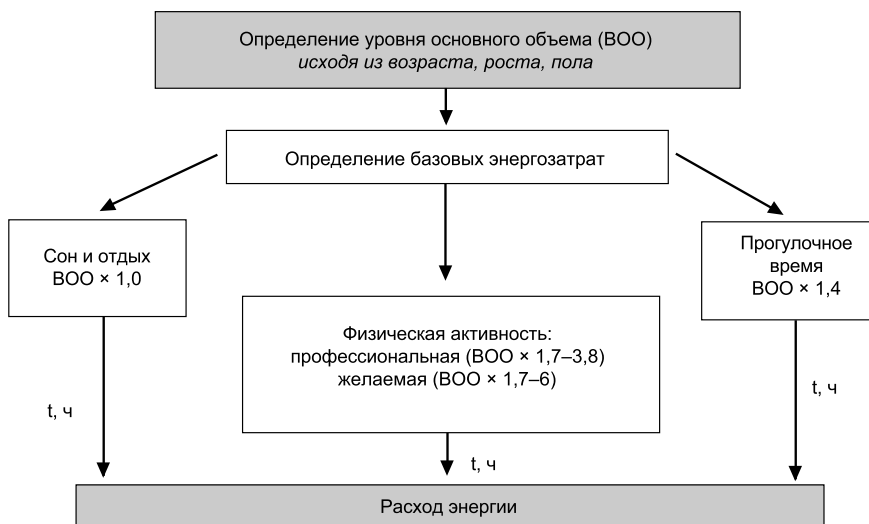 Определение уровня основного объема (ВОО)
исходя из возраста, роста, пола
Определение базовых энергозатрат
Сон и отдых
ВОО × 1,0
Прогулочное
время
ВОО × 1,4
Физическая активность:
профессиональная (ВОО × 1,7–3,8)
желаемая (ВОО × 1,7–6)
t, ч
t, ч
t, ч
Расход энергии